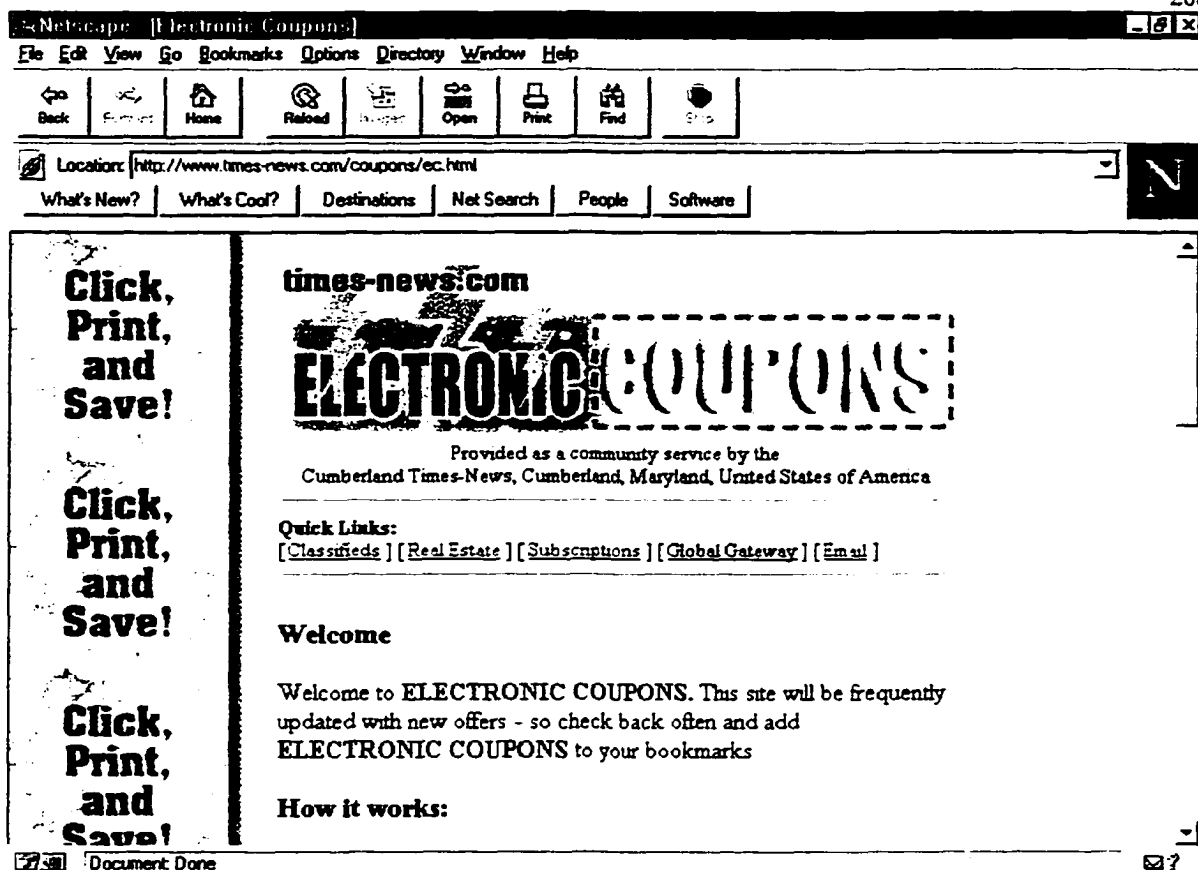 Netscape - [Electronic Coupons]
File Edit View Go Bookmarks Options Directory Window Help
Back Forward Home Reload Images Open Print Find Stop
Location: http://www.times-news.com/coupons/ec.html
What's New? What's Cool? Destinations Net Search People Software
N
Click,
Print,
and
Save!
Click,
Print,
and
Save!
Click,
Print,
and
Save!
times-news.com
ELECTRONIC COUPONS
Provided as a community service by the
Cumberland Times-News, Cumberland, Maryland, United States of America
Quick Links:
[ Classifieds ] [ Real Estate ] [ Subscriptions ] [ Global Gateway ] [ Email ]
Welcome
Welcome to ELECTRONIC COUPONS. This site will be frequently
updated with new offers - so check back often and add
ELECTRONIC COUPONS to your bookmarks
How it works:
Document: Done